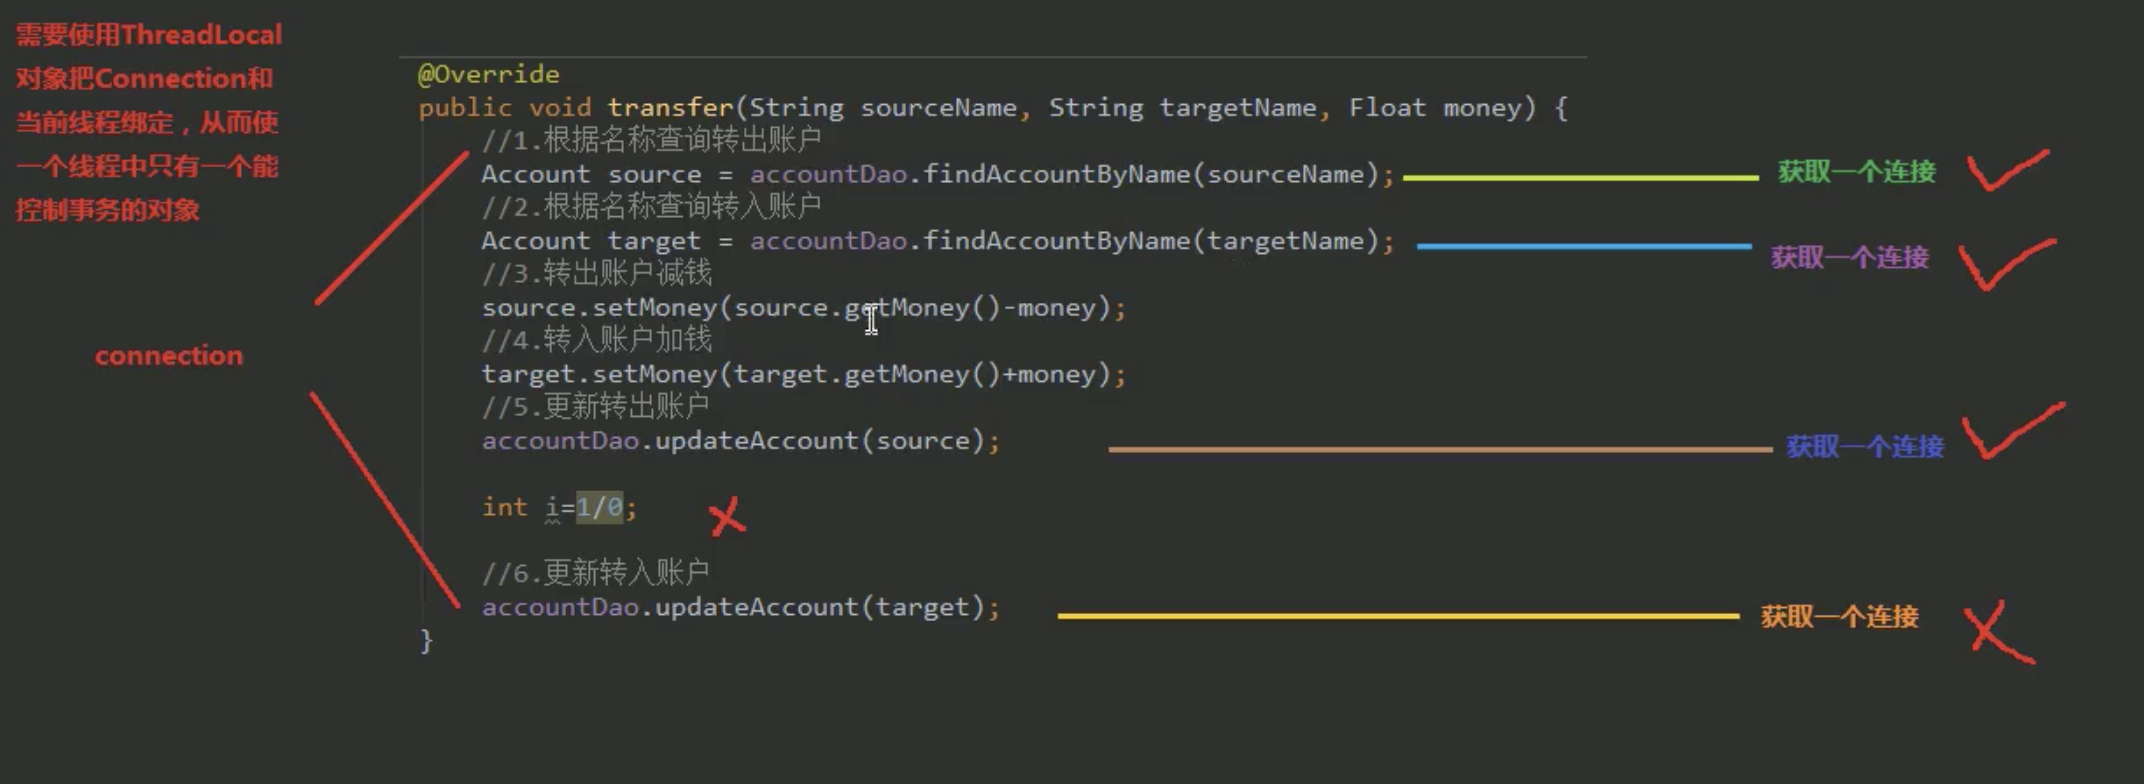 需要使用ThreadLocal
对象把Connection和
当前线程绑定，从而使
一个线程中只有一个能
控制事务的对象
connection
@Override
public void transfer(String sourceName, String targetName, Float money) {
//1.根据名称查询转出账户
Account source = accountDao.findAccountByName(sourceName);
获取一个连接
//2.根据名称查询转入账户
Account target = accountDao.findAccountByName(targetName);
获取一个连接
//3.转出账户减钱
source.setMoney(source.getMoney()-money);
//4.转入账户加钱
target.setMoney(target.getMoney()+money);
//5.更新转出账户
accountDao.updateAccount(source);
获取一个连接
int i=1/0;
//6.更新转入账户
accountDao.updateAccount(target);
获取一个连接
}